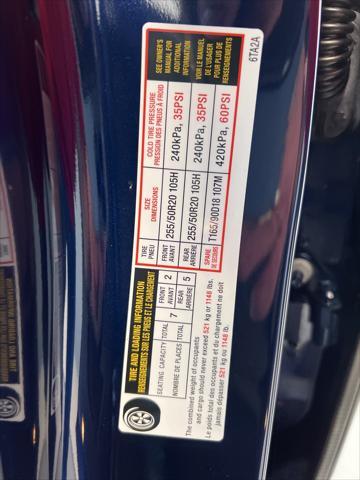 TIRE AND LOADING INFORMATION
RENSEIGNEMENTS SUR LES PNEUS ET LE CHARGEMENT
SEATING CAPACITY TOTAL 7 FRONT 2 REAR 5
NOMBRE DE PLACES TOTAL AVANT ARRIÈRE
The combined weight of occupants
and cargo should never exceed 521 kg or 1148 lbs.
Le poids total des occupants et du chargement ne doit
jamais dépasser 521 kg ou 1148 lb.
TIRE SIZE COLD TIRE PRESSURE
PNEU DIMENSIONS PRESSION DES PNEUS À FROID
FRONT
AVANT 255/50R20 105H 240kPa, 35PSI
REAR
ARRIÈRE 255/50R20 105H 240kPa, 35PSI
SPARE
DE SECOURS T165/90D18 107M 420kPa, 60PSI
SEE OWNER'S
MANUAL FOR
ADDITIONAL
INFORMATION
VOIR LE MANUEL
DE L'USAGER
POUR PLUS DE
RENSEIGNEMENTS
6TA2A